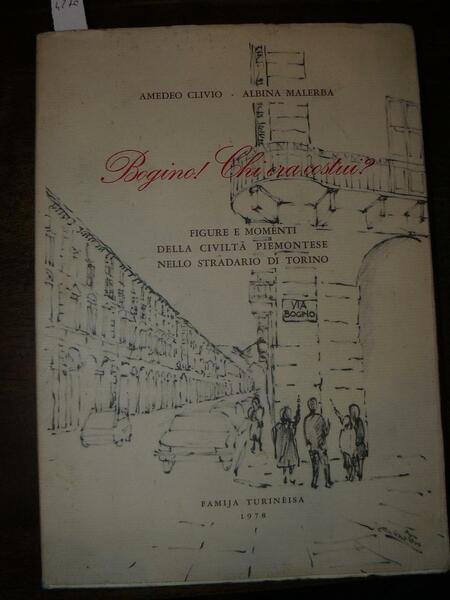 AMEDEO CLIVIO · ALBINA MALERBA
Bogino! Chi era costui?
FIGURE E MOMENTI
DELLA CIVILTÀ PIEMONTESE
NELLO STRADARIO DI TORINO
VIA
BOGINO
FAMIJA TURINÈISA
1978